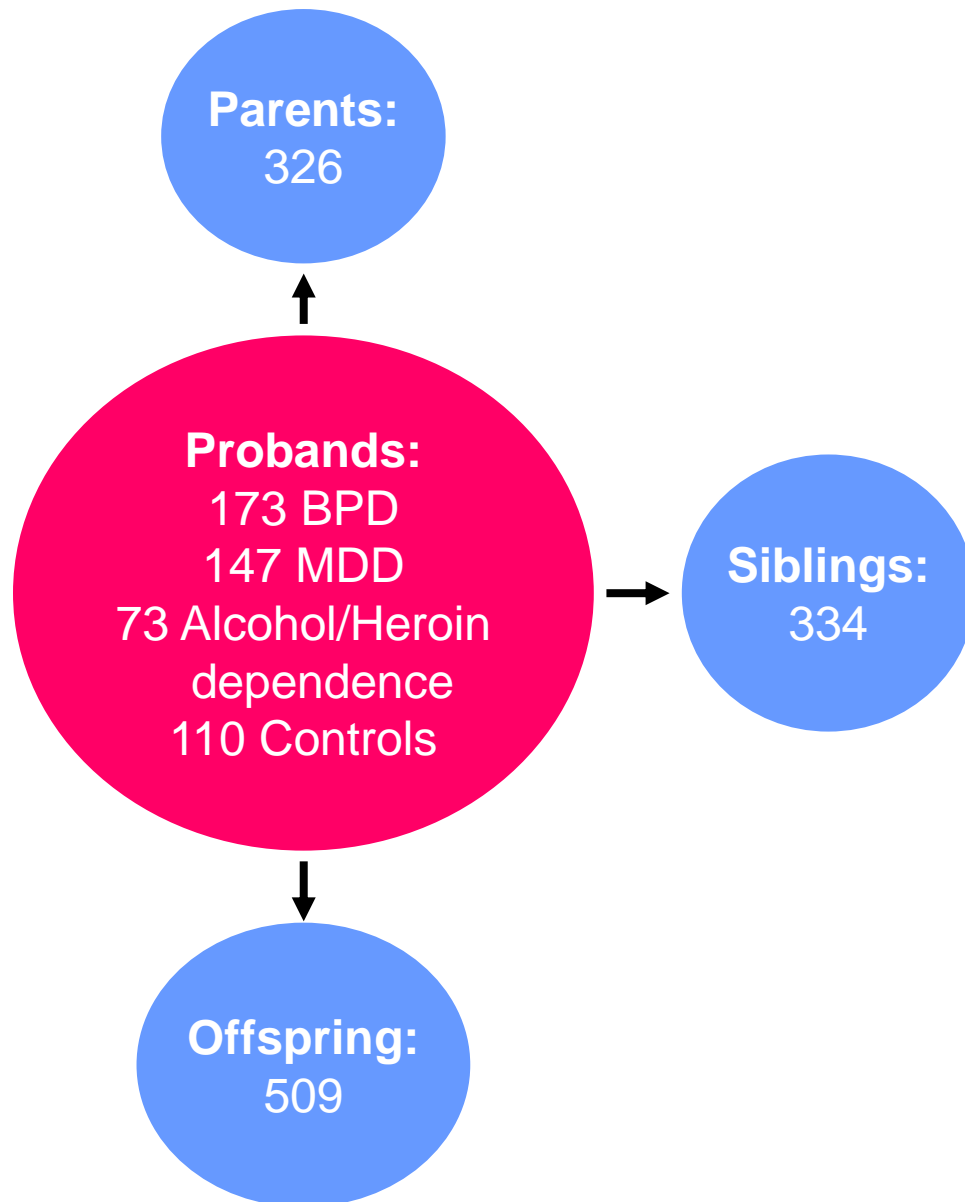 Parents:
326
Probands:
173 BPD
147 MDD
73 Alcohol/Heroin
dependence
110 Controls
Siblings:
334
Offspring:
509